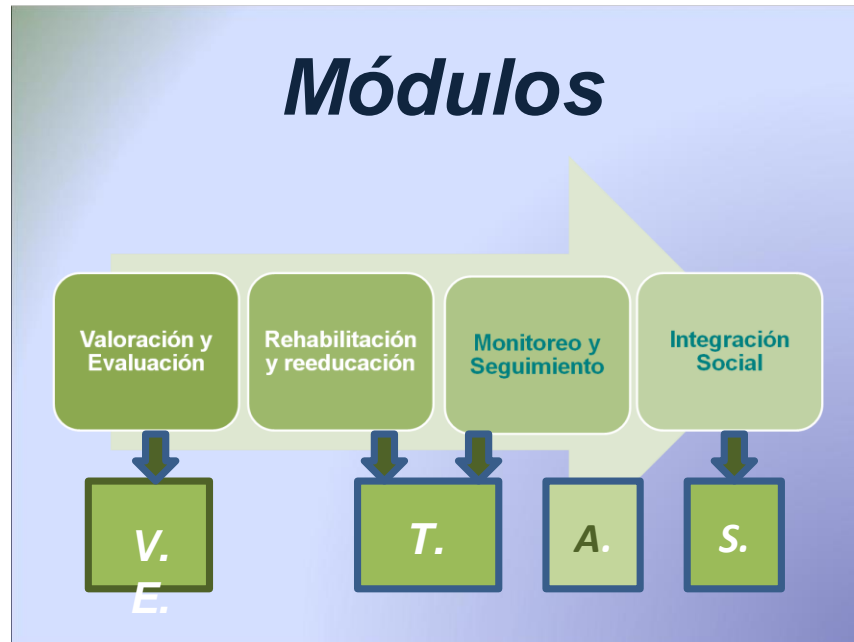 Módulos
Valoración y
Evaluación
Rehabilitación
y reeducación
Monitoreo y
Seguimiento
Integración
Social
V.
E.
T.
A.
S.